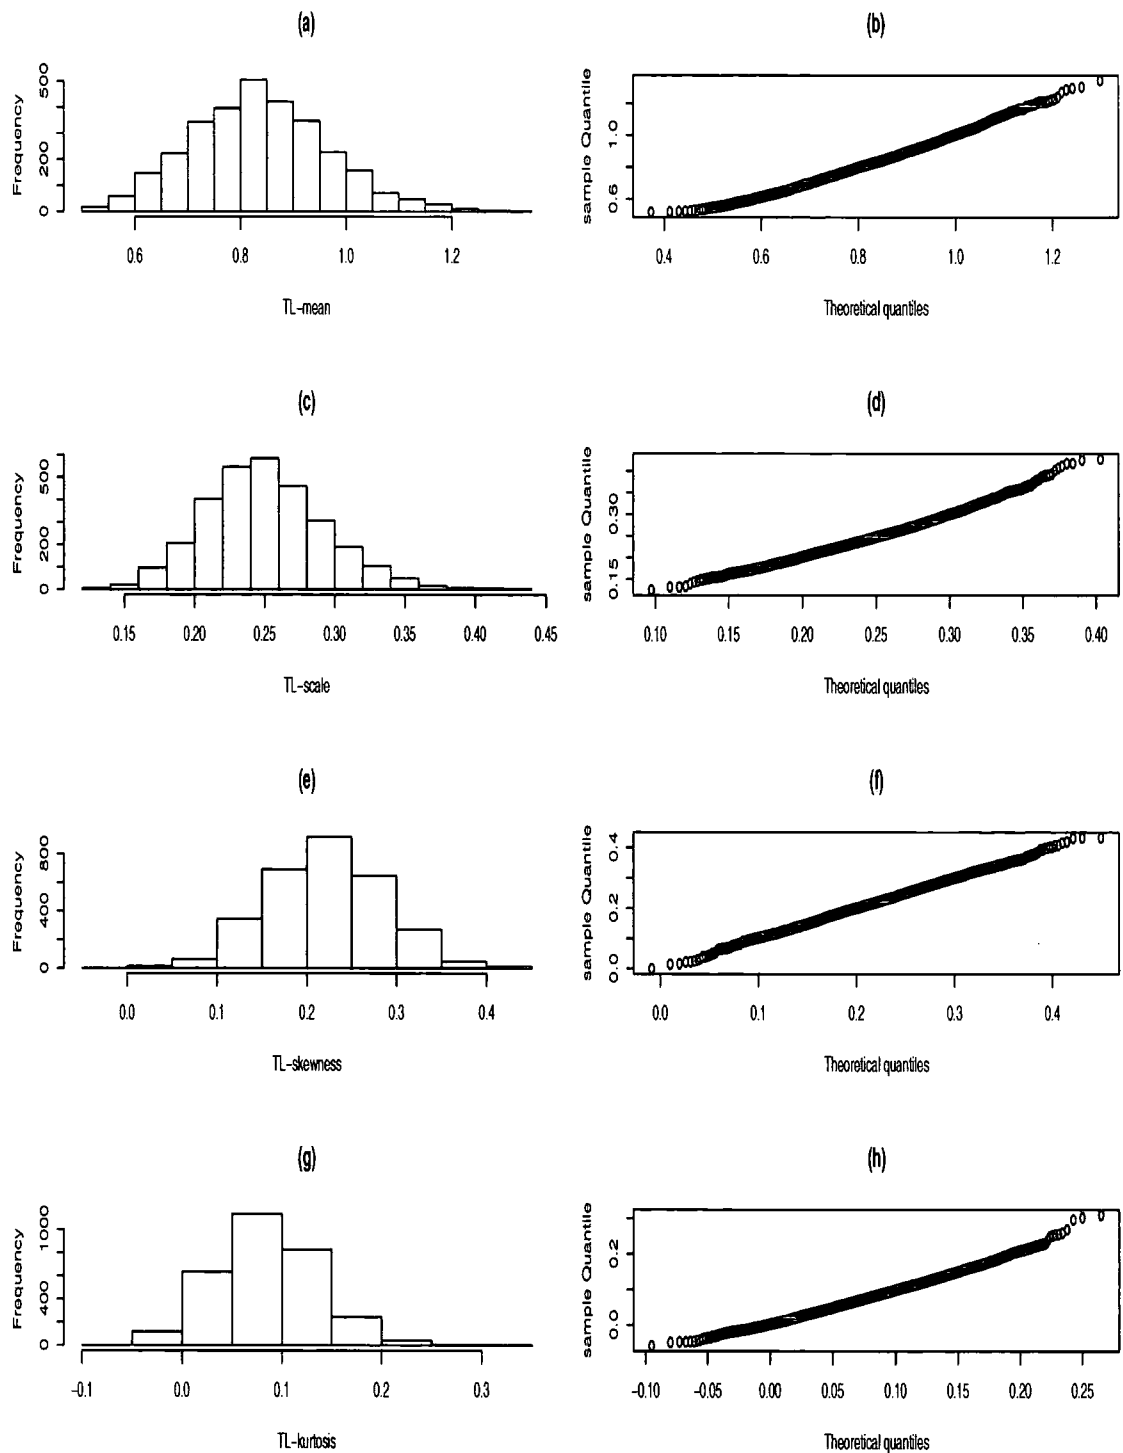 (a)
Frequency
0 200 500
0.6 0.8 1.0 1.2
TL-mean
(b)
sample Quantile
0.6 1.0
0.4 0.6 0.8 1.0 1.2
Theoretical quantiles
(c)
Frequency
0 200 500
0.15 0.20 0.25 0.30 0.35 0.40 0.45
TL-scale
(d)
sample Quantile
0.15 0.30
0.10 0.15 0.20 0.25 0.30 0.35 0.40
Theoretical quantiles
(e)
Frequency
0 400 800
0.0 0.1 0.2 0.3 0.4
TL-skewness
(f)
sample Quantile
0.0 0.2 0.4
0.0 0.1 0.2 0.3 0.4
Theoretical quantiles
(g)
Frequency
0 400 1000
-0.1 0.0 0.1 0.2 0.3
TL-kurtosis
(h)
sample Quantile
0.0 0.2
-0.10 -0.05 0.00 0.05 0.10 0.15 0.20 0.25
Theoretical quantiles